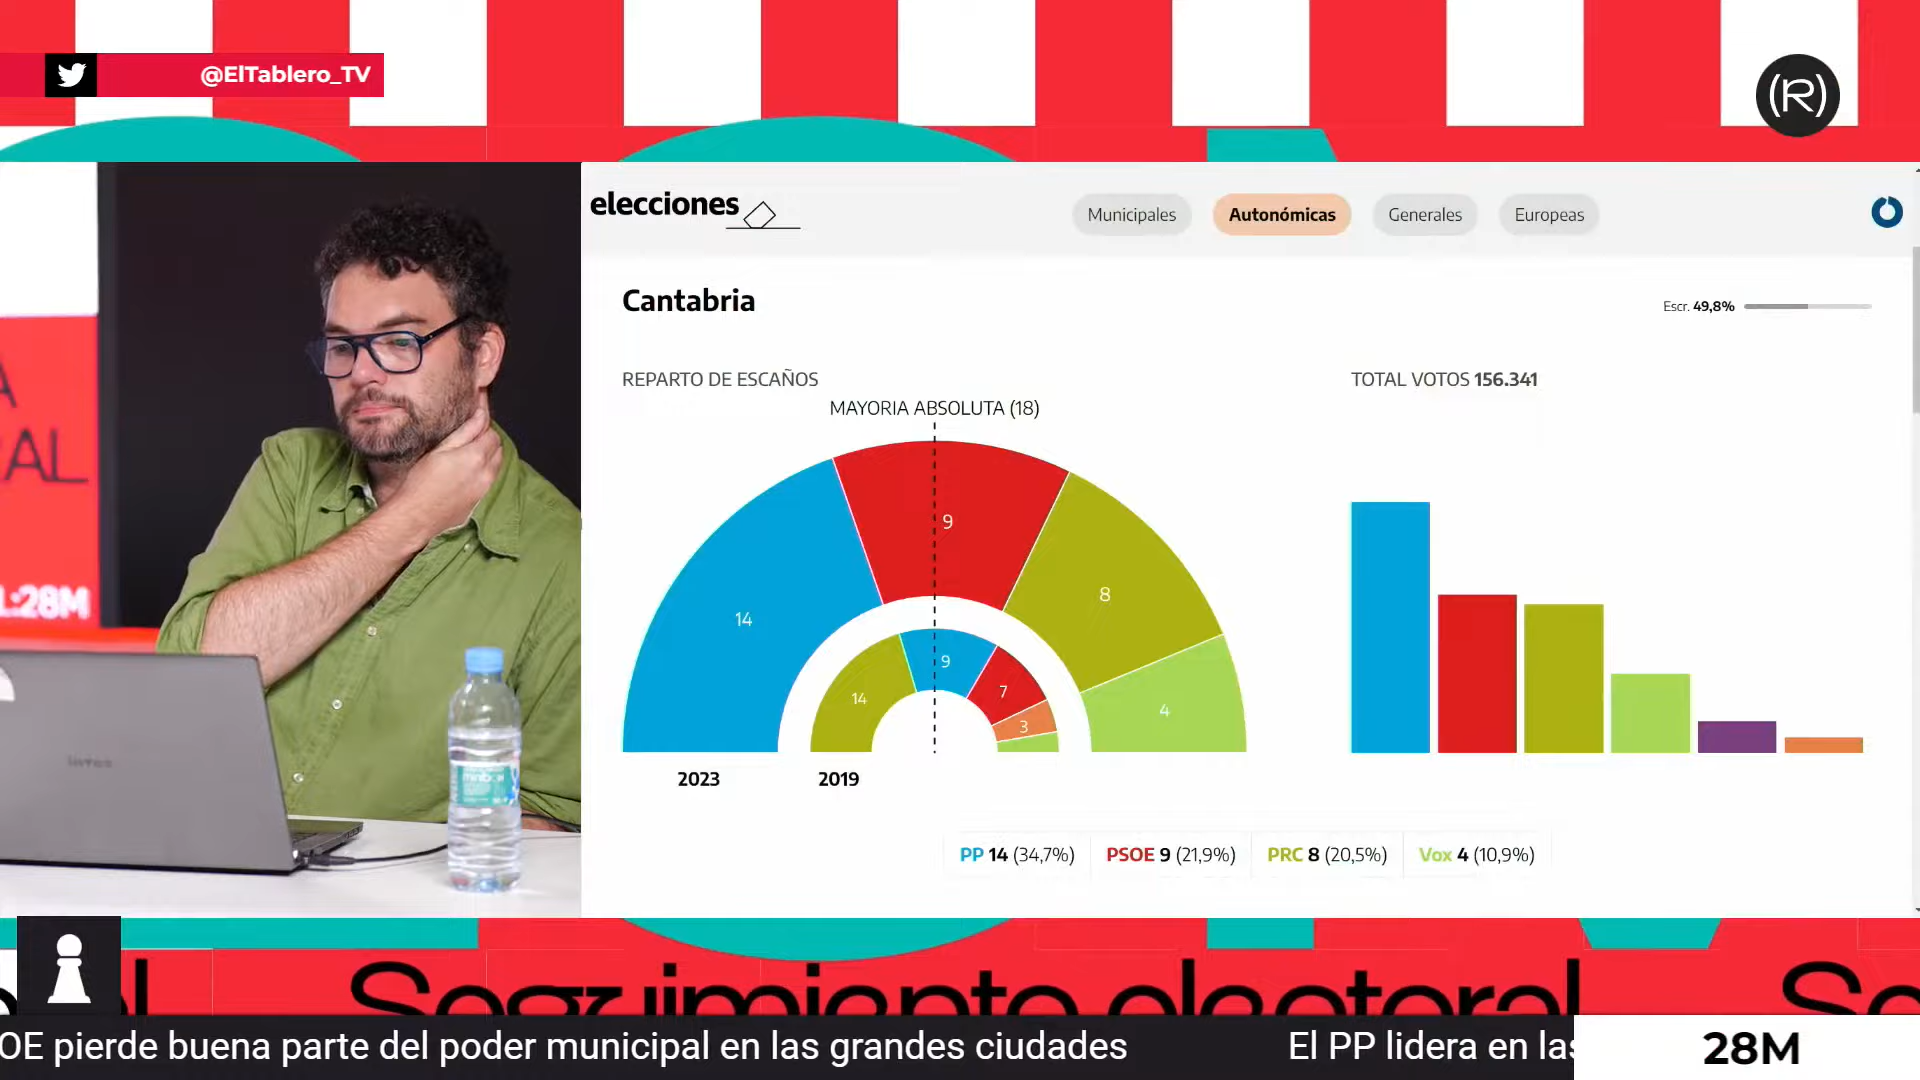 @ElTablero_TV
(R)
elecciones
Municipales
Autonómicas
Generales
Europeas
Cantabria
Escr. 49,8%
REPARTO DE ESCAÑOS
TOTAL VOTOS 156.341
MAYORIA ABSOLUTA (18)
14
9
8
4
14
9
7
3
2023
2019
PP 14 (34,7%)
PSOE 9 (21,9%)
PRC 8 (20,5%)
Vox 4 (10,9%)
:28M
Seguimiento electoral
OE pierde buena parte del poder municipal en las grandes ciudades
El PP lidera en las
28M